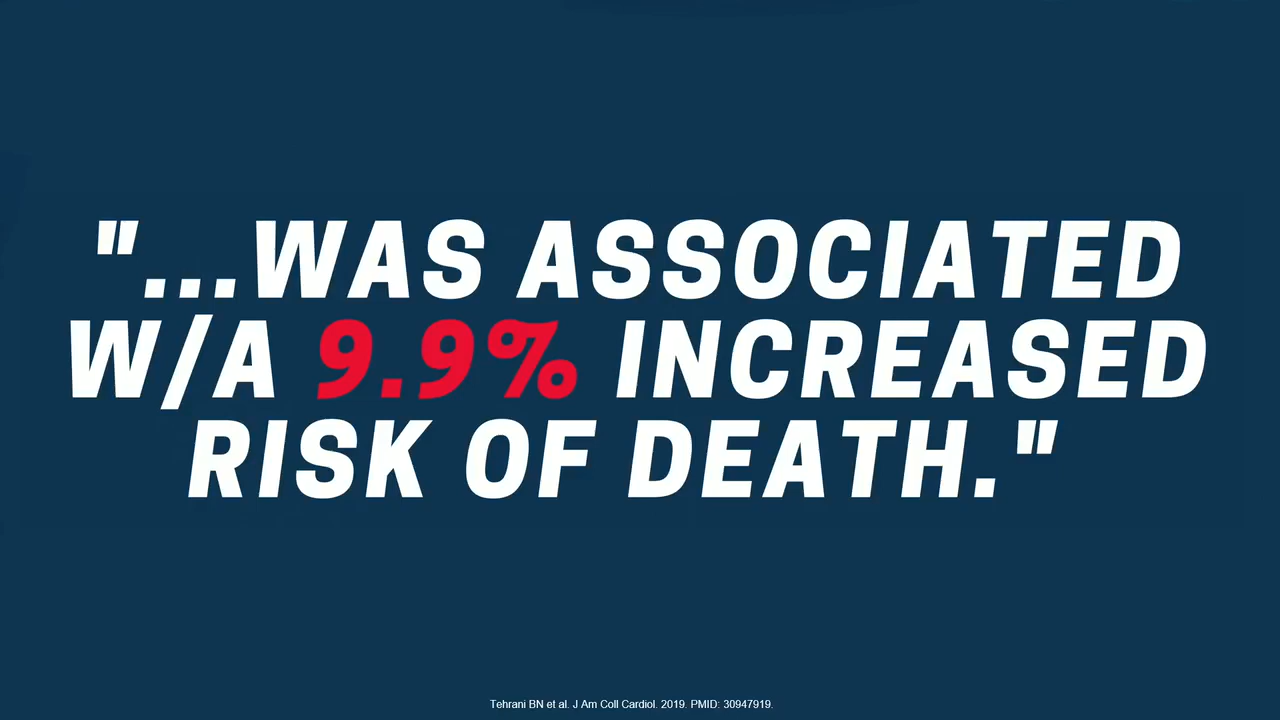 "...WAS ASSOCIATED
W/A 9.9% INCREASED
RISK OF DEATH."
Tehrani BN et al. J Am Coll Cardiol. 2019. PMID: 30947919.